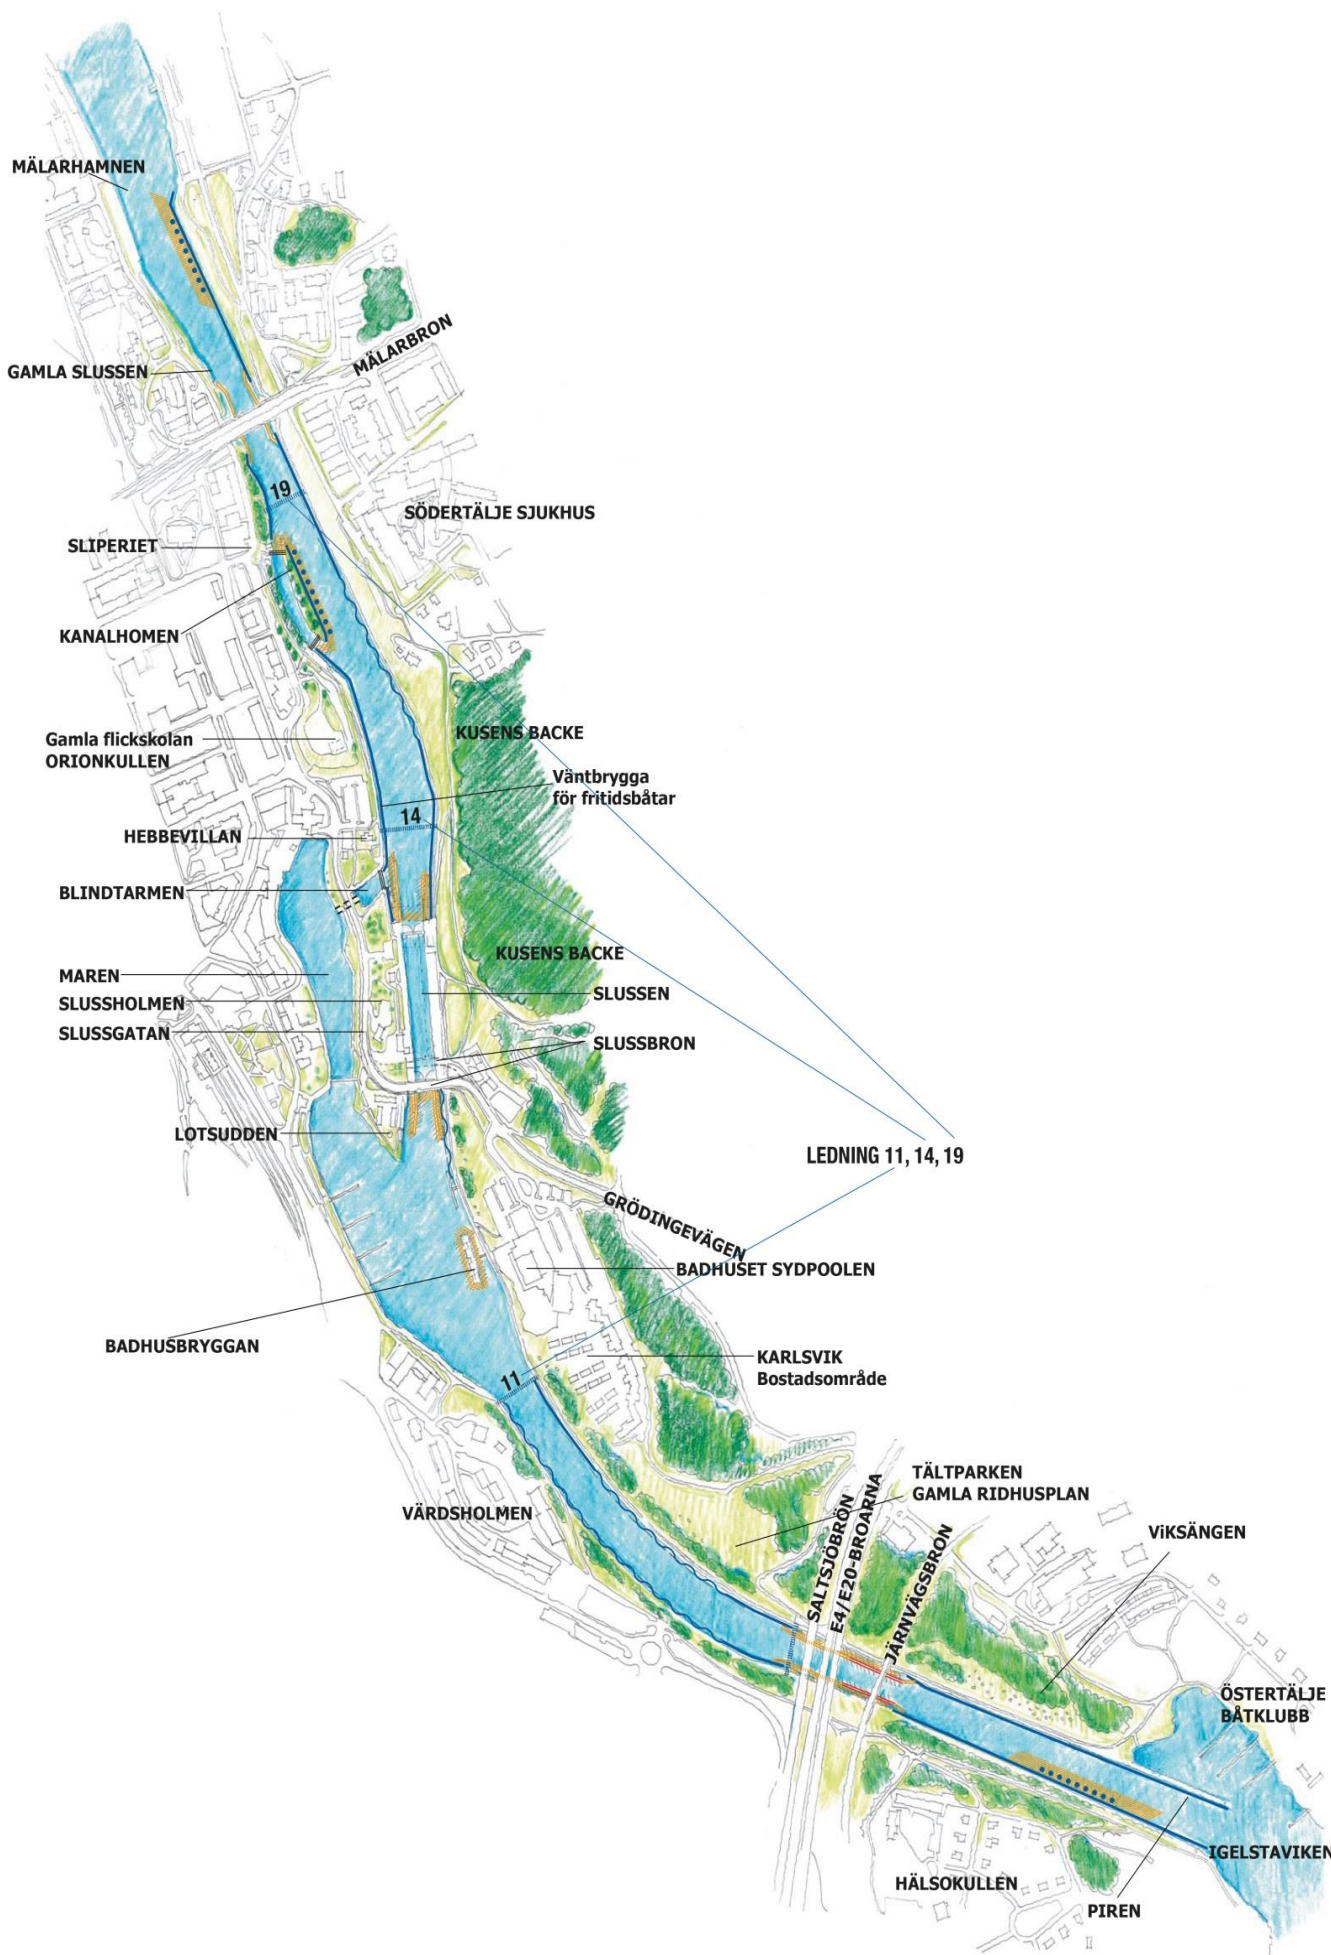 MÄLARHAMNEN
MÄLARBRON
GAMLA SLUSSEN
19
SÖDERTÄLJE SJUKHUS
SLIPERIET
KANALHOMEN
KUSENS BACKE
Gamla flickskolan
ORIONKULLEN
Väntbrygga
för fritidsbåtar
14
HEBBEVILLAN
BLINDTARMEN
KUSENS BACKE
MAREN
SLUSSEN
SLUSSHOLMEN
SLUSSGATAN
SLUSSBRON
LOTSUDDEN
LEDNING 11, 14, 19
GRÖDINGEVÄGEN
BADHUSET SYDPOOLEN
BADHUSBRYGGAN
KARLSVIK
Bostadsområde
11
TÄLTPARKEN
GAMLA RIDHUSPLAN
VÄRDSHOLMEN
SALTSJÖBRÖN
E4/E20-BROARNA
JÄRNVÄGSBRON
ViKSÄNGEN
ÖSTERTÄLJE
BÅTKLUBB
IGELSTAVIKEN
HÄLSOKULLEN
PIREN